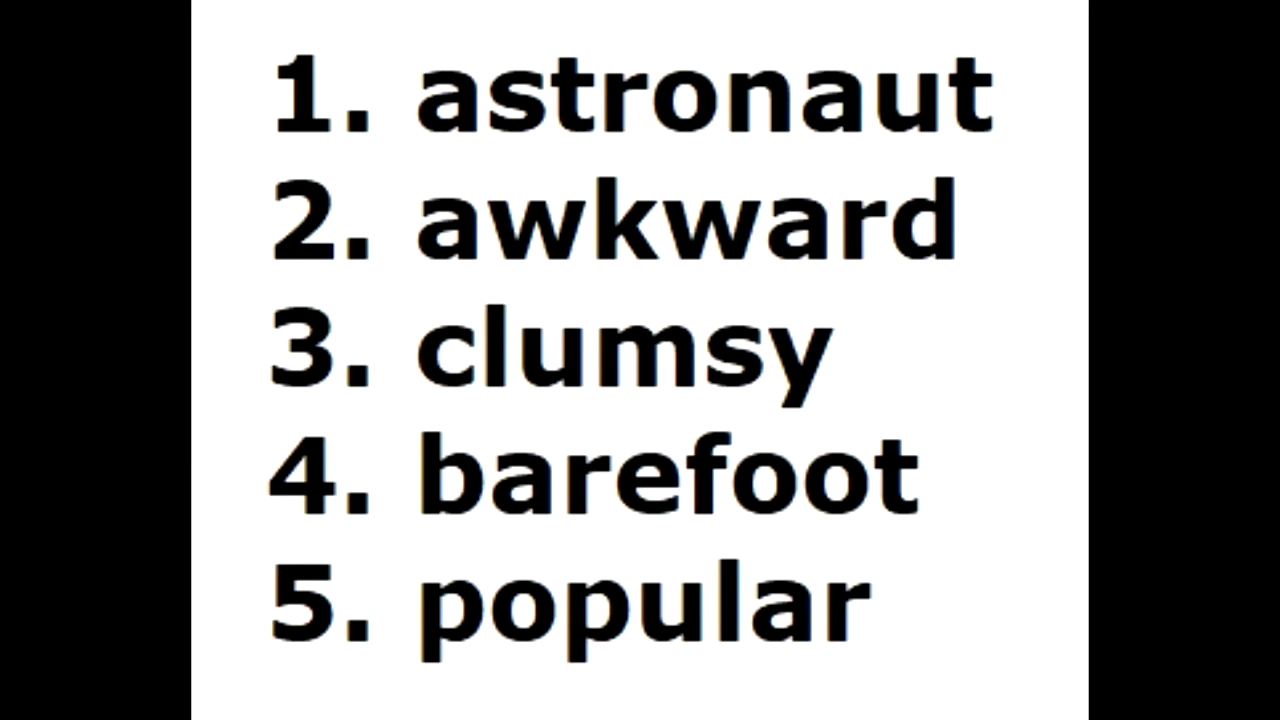 1. astronaut
2. awkward
3. clumsy
4. barefoot
5. popular